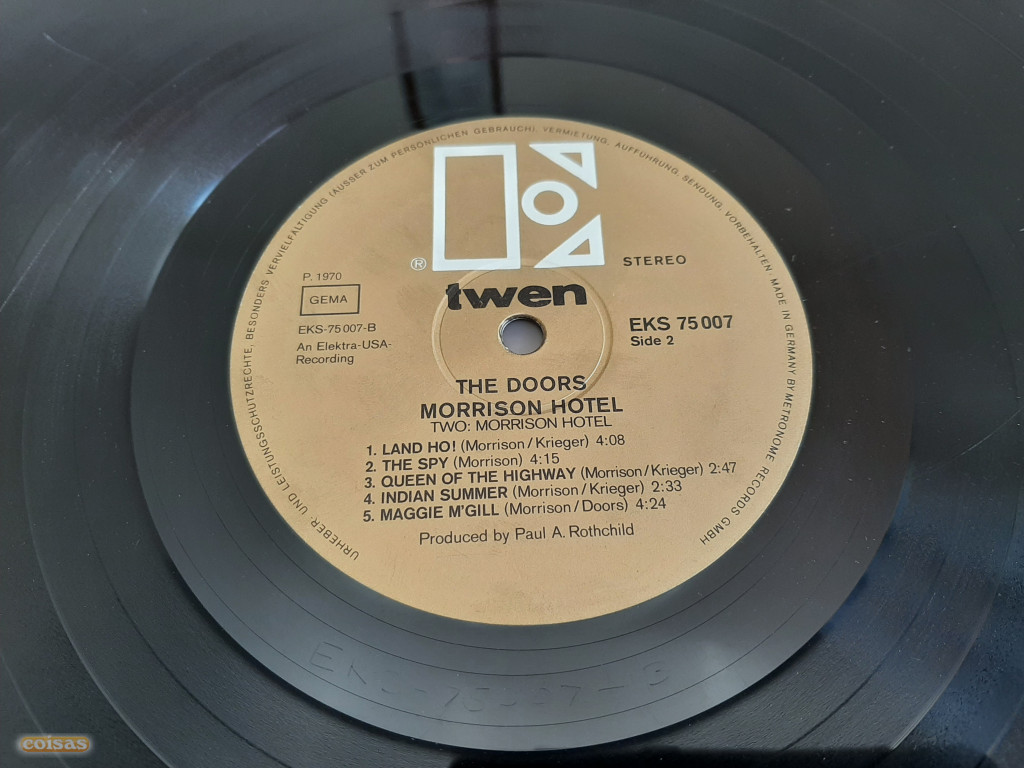 URHEBER- UND LEISTUNGSSCHUTZRECHTE, BESONDERS VERVIELFÄLTIGUNG (AUSSER ZUM PERSÖNLICHEN GEBRAUCH), VERMIETUNG, AUFFÜHRUNG, SENDUNG, VORBEHALTEN. MADE IN GERMANY BY METRONOME RECORDS GMBH
®
STEREO
twen
P. 1970
GEMA
EKS-75 007-B
An Elektra-USA-
Recording
EKS 75 007
Side 2
THE DOORS
MORRISON HOTEL
TWO: MORRISON HOTEL
1. LAND HO! (Morrison/Krieger) 4:08
2. THE SPY (Morrison) 4:15
3. QUEEN OF THE HIGHWAY (Morrison/Krieger) 2:47
4. INDIAN SUMMER (Morrison/Krieger) 2:33
5. MAGGIE M'GILL (Morrison/Doors) 4:24
Produced by Paul A. Rothchild
coisas